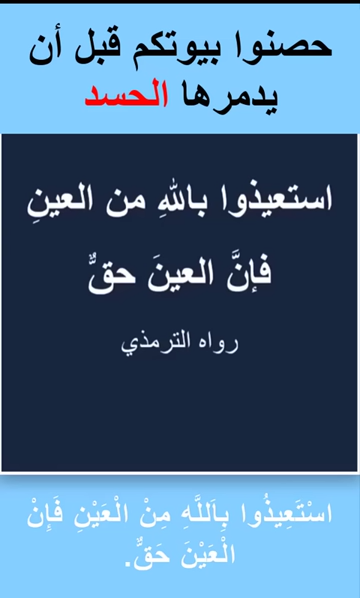 حصنوا بيوتكم قبل أن
يدمرها الحسد
استعيذوا باللهِ من العينِ
فإنَّ العينَ حقٌّ
رواه الترمذي
اسْتَعِيذُوا بِاَللَّهِ مِنْ الْعَيْنِ فَإِنْ
الْعَيْنَ حَقٌّ.